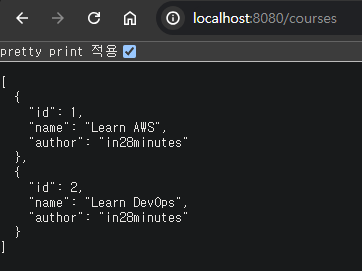 localhost:8080/courses
pretty print 적용
[
  {
    "id": 1,
    "name": "Learn AWS",
    "author": "in28minutes"
  },
  {
    "id": 2,
    "name": "Learn DevOps",
    "author": "in28minutes"
  }
]